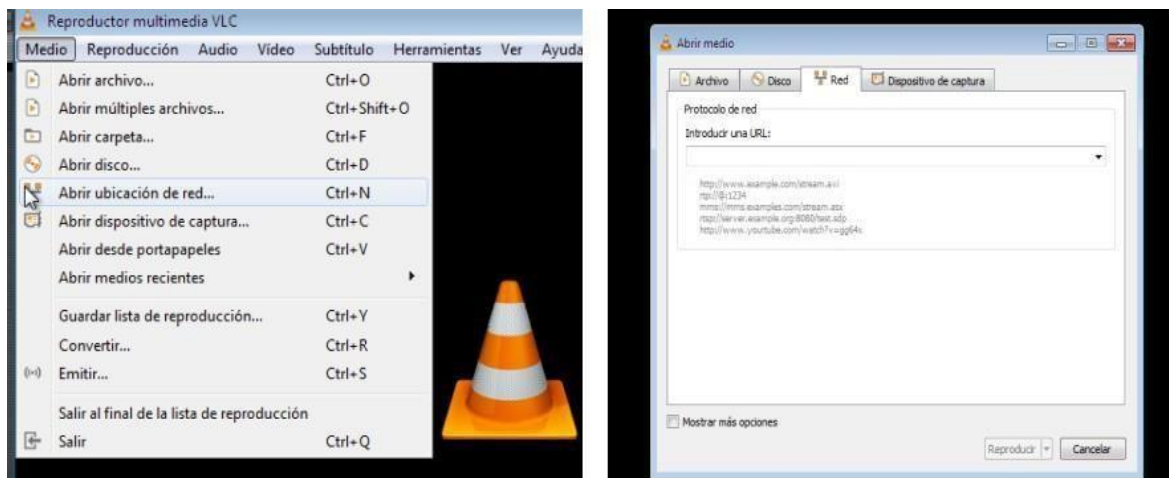 Reproductor multimedia VLC
Medio Reproducción Audio Vídeo Subtítulo Herramientas Ver Ayuda
Abrir archivo... Ctrl+O
Abrir múltiples archivos... Ctrl+Shift+O
Abrir carpeta... Ctrl+F
Abrir disco... Ctrl+D
Abrir ubicación de red... Ctrl+N
Abrir dispositivo de captura... Ctrl+C
Abrir desde portapapeles Ctrl+V
Abrir medios recientes
Guardar lista de reproducción... Ctrl+Y
Convertir... Ctrl+R
Emitir... Ctrl+S
Salir al final de la lista de reproducción
Salir Ctrl+Q
Abrir medio
Archivo Disco Red Dispositivo de captura
Protocolo de red
Introducir una URL:
http://www.example.com/stream.avi
rtp://@:1234
mms://mms.examples.com/stream.asx
rtsp://server.example.org:8080/test.sdp
http://www.yourtube.com/watch?v=gg64x
Mostrar más opciones
Reproducir Cancelar